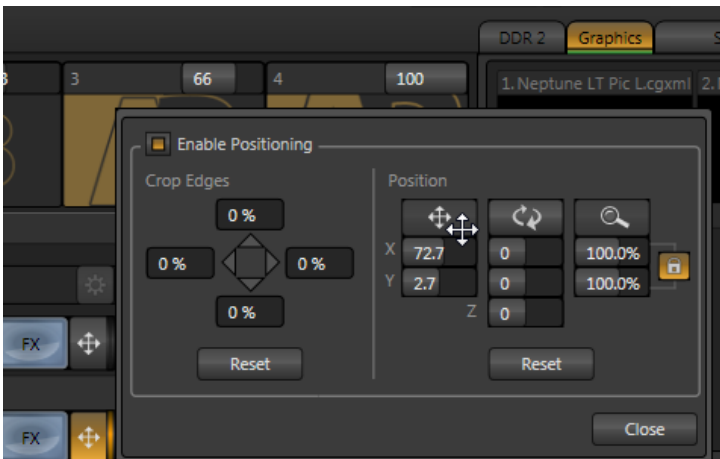 DDR 2 Graphics S
3 66 4 100
1. Neptune LT Pic L.cgxml 2.
Enable Positioning
Crop Edges Position
0 %
X 72.7 0 100.0%
0 % 0 %
Y 2.7 0 100.0%
0 % Z 0
FX
Reset Reset
Close
FX